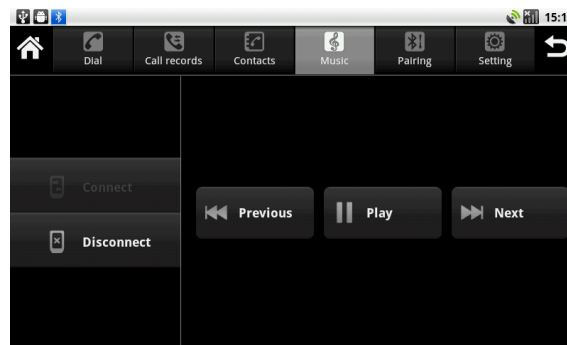 15:1
Dial
Call records
Contacts
Music
Pairing
Setting
Connect
Disconnect
Previous
Play
Next